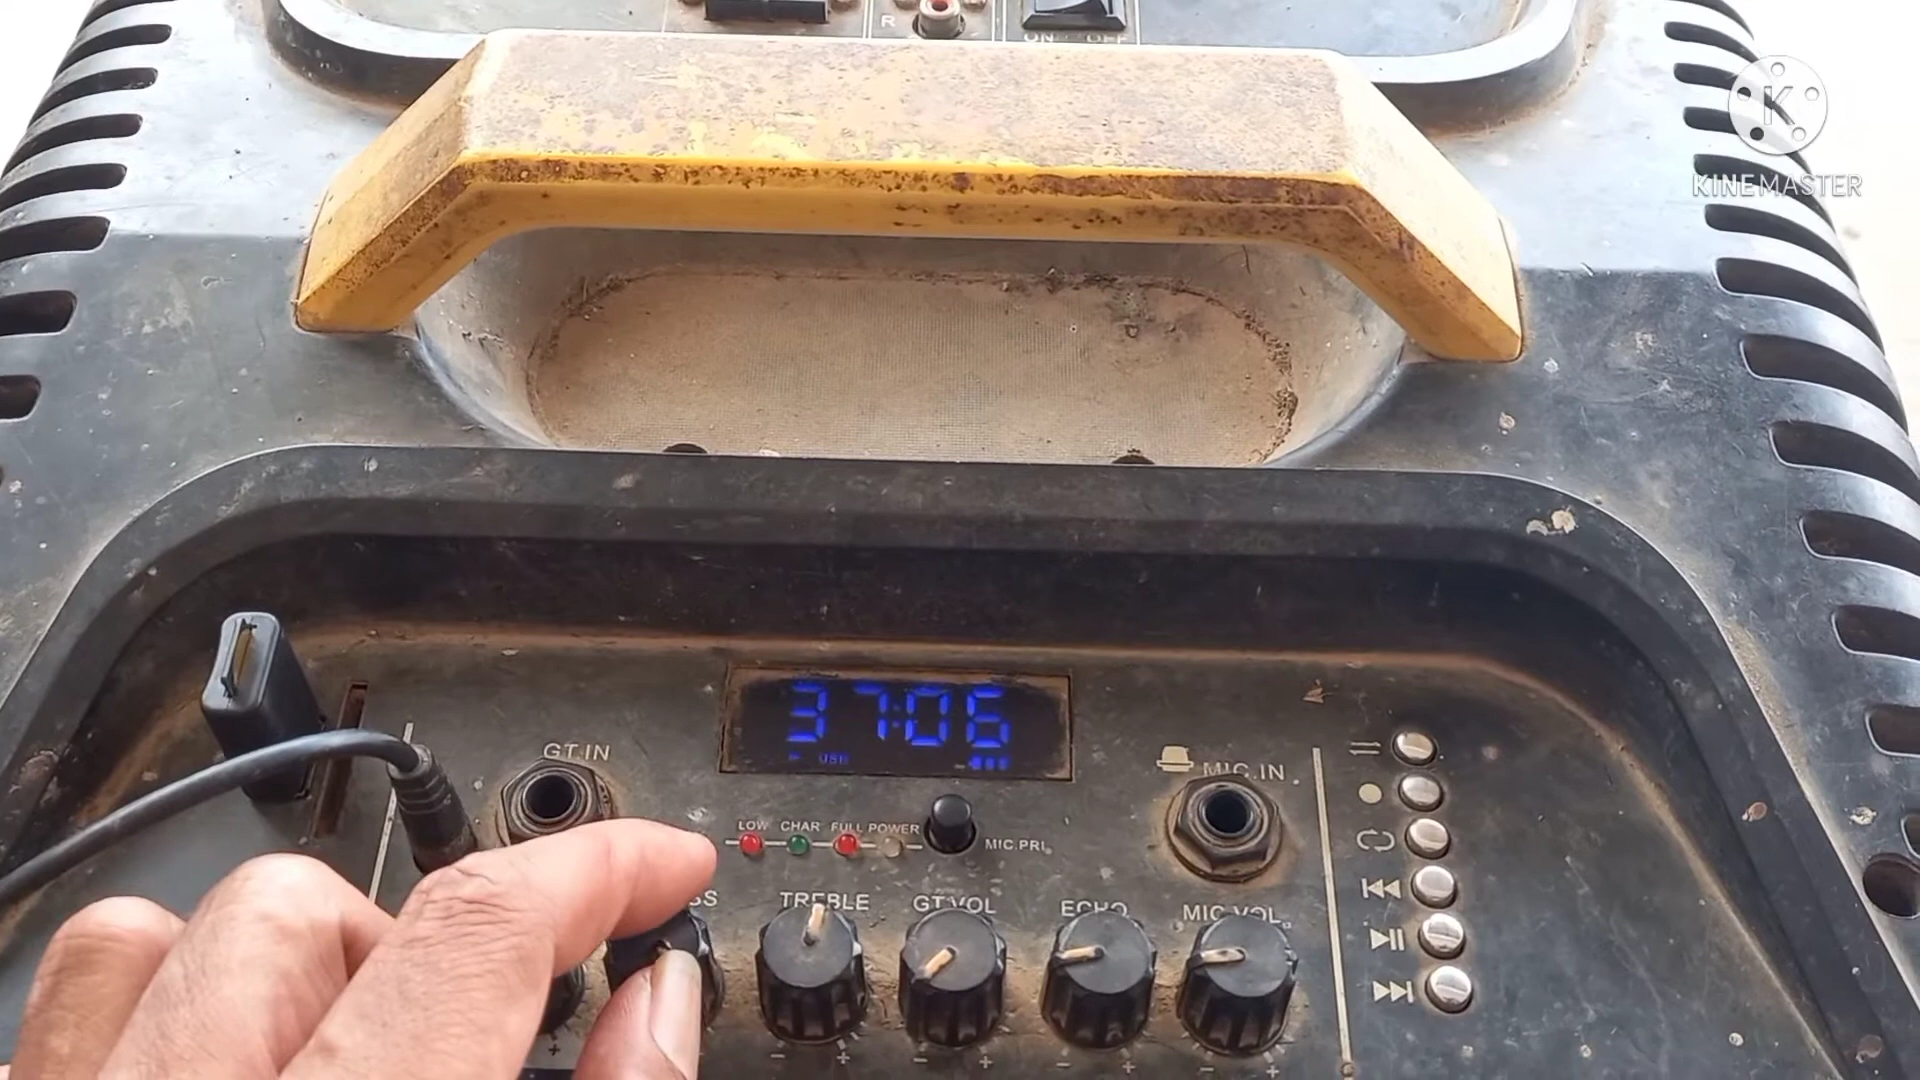 R
ON OFF
K
KINEMASTER
37:06
USB
GT.IN
MIC.IN
LOW CHAR FULL POWER
MIC.PRI
SS TREBLE GT.VOL ECHO MIC.VOL
+ - + - + - + - +